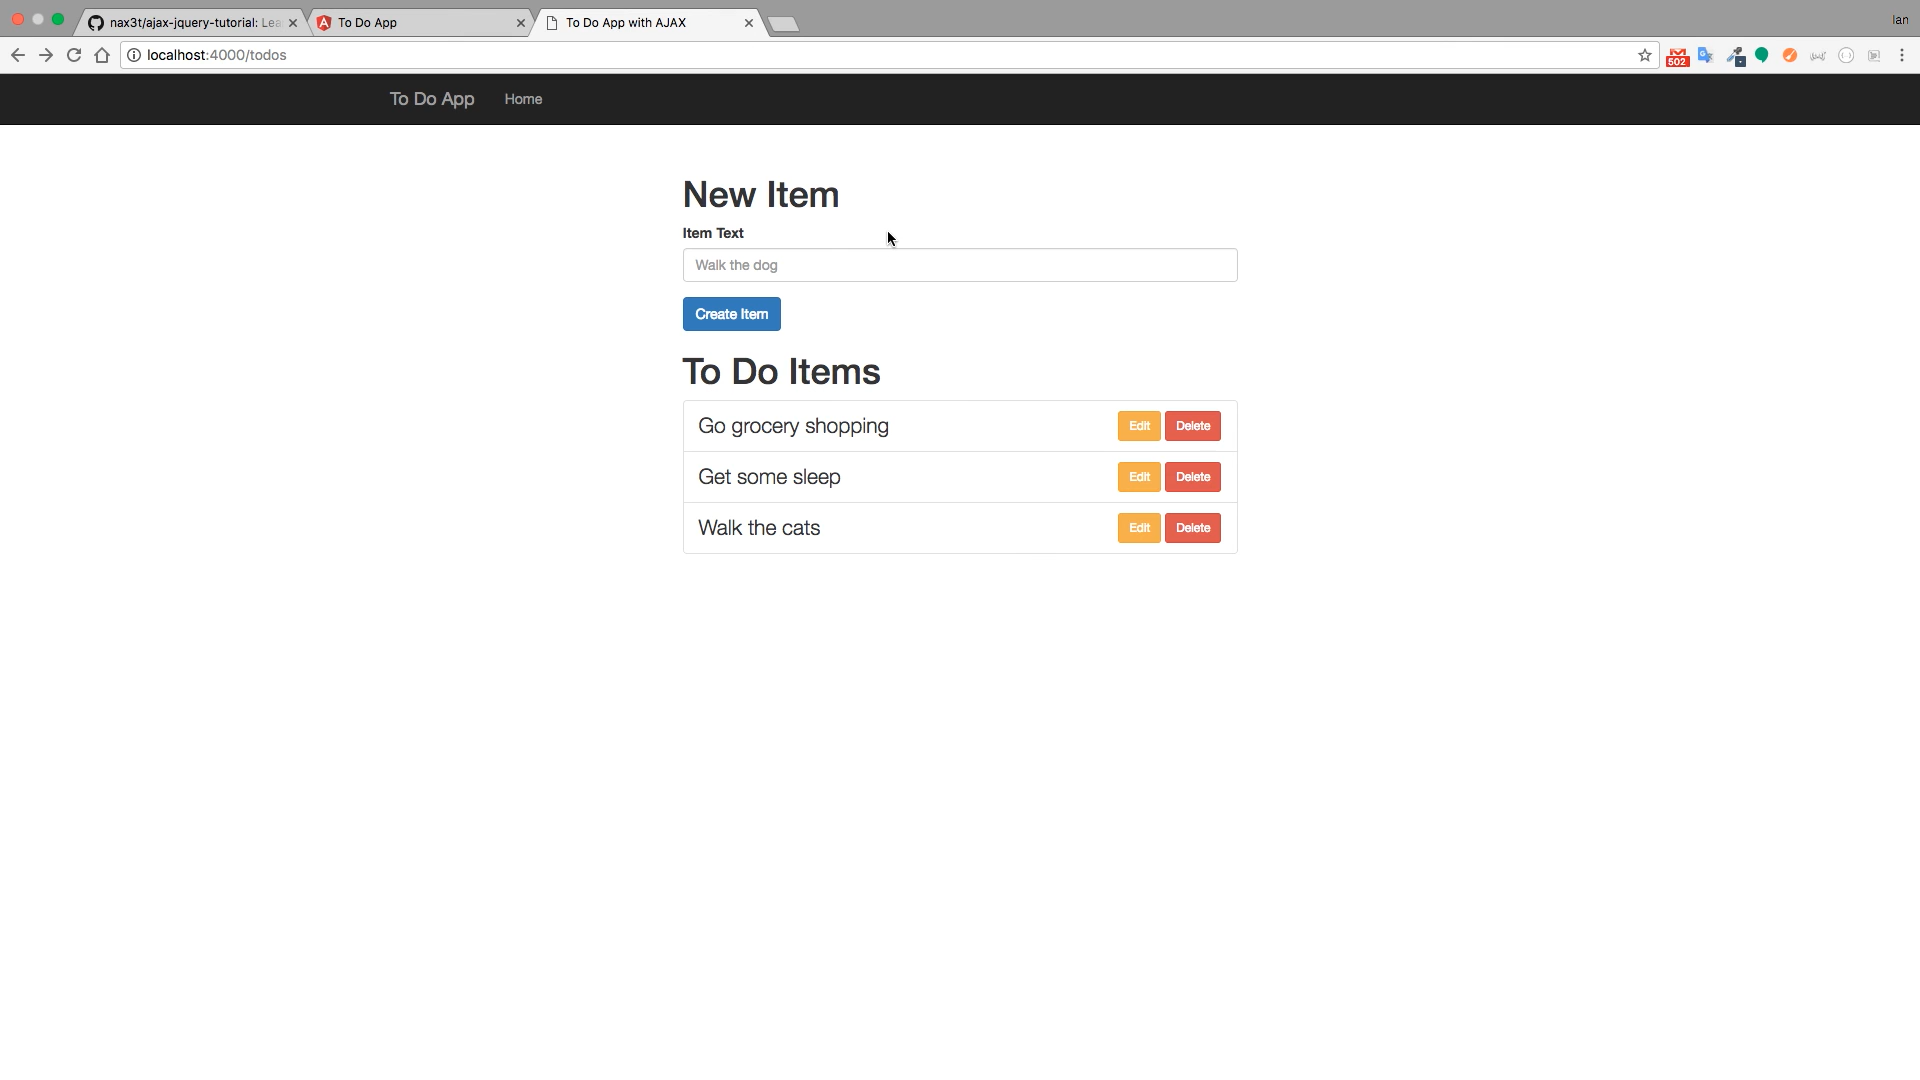 nax3t/ajax-jquery-tutorial: Lea
To Do App
To Do App with AJAX
Ian
localhost:4000/todos
502
To Do App
Home
New Item
Item Text
Walk the dog
Create Item
To Do Items
Go grocery shopping
Edit
Delete
Get some sleep
Edit
Delete
Walk the cats
Edit
Delete